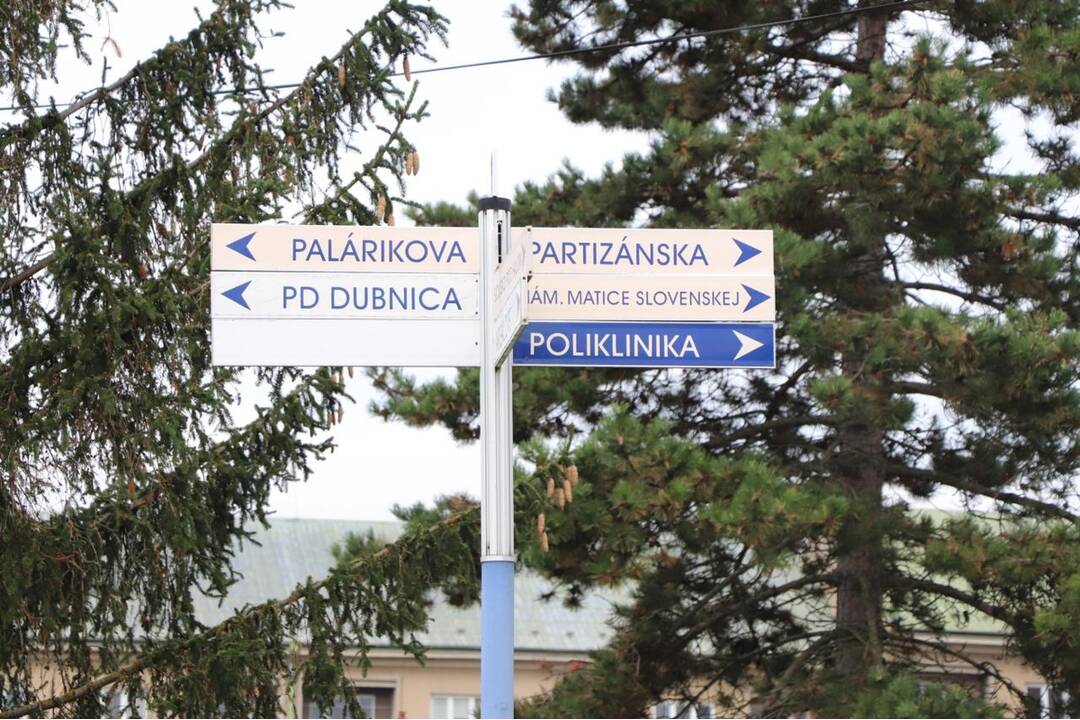 PALÁRIKOVA
PD DUBNICA
PARTIZÁNSKA
NÁM. MATICE SLOVENSKEJ
POLIKLINIKA